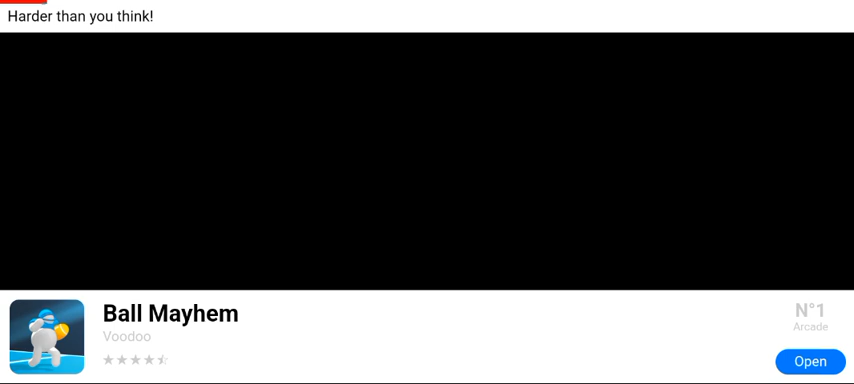 Harder than you think!
Ball Mayhem
Voodoo
N°1
Arcade
Open